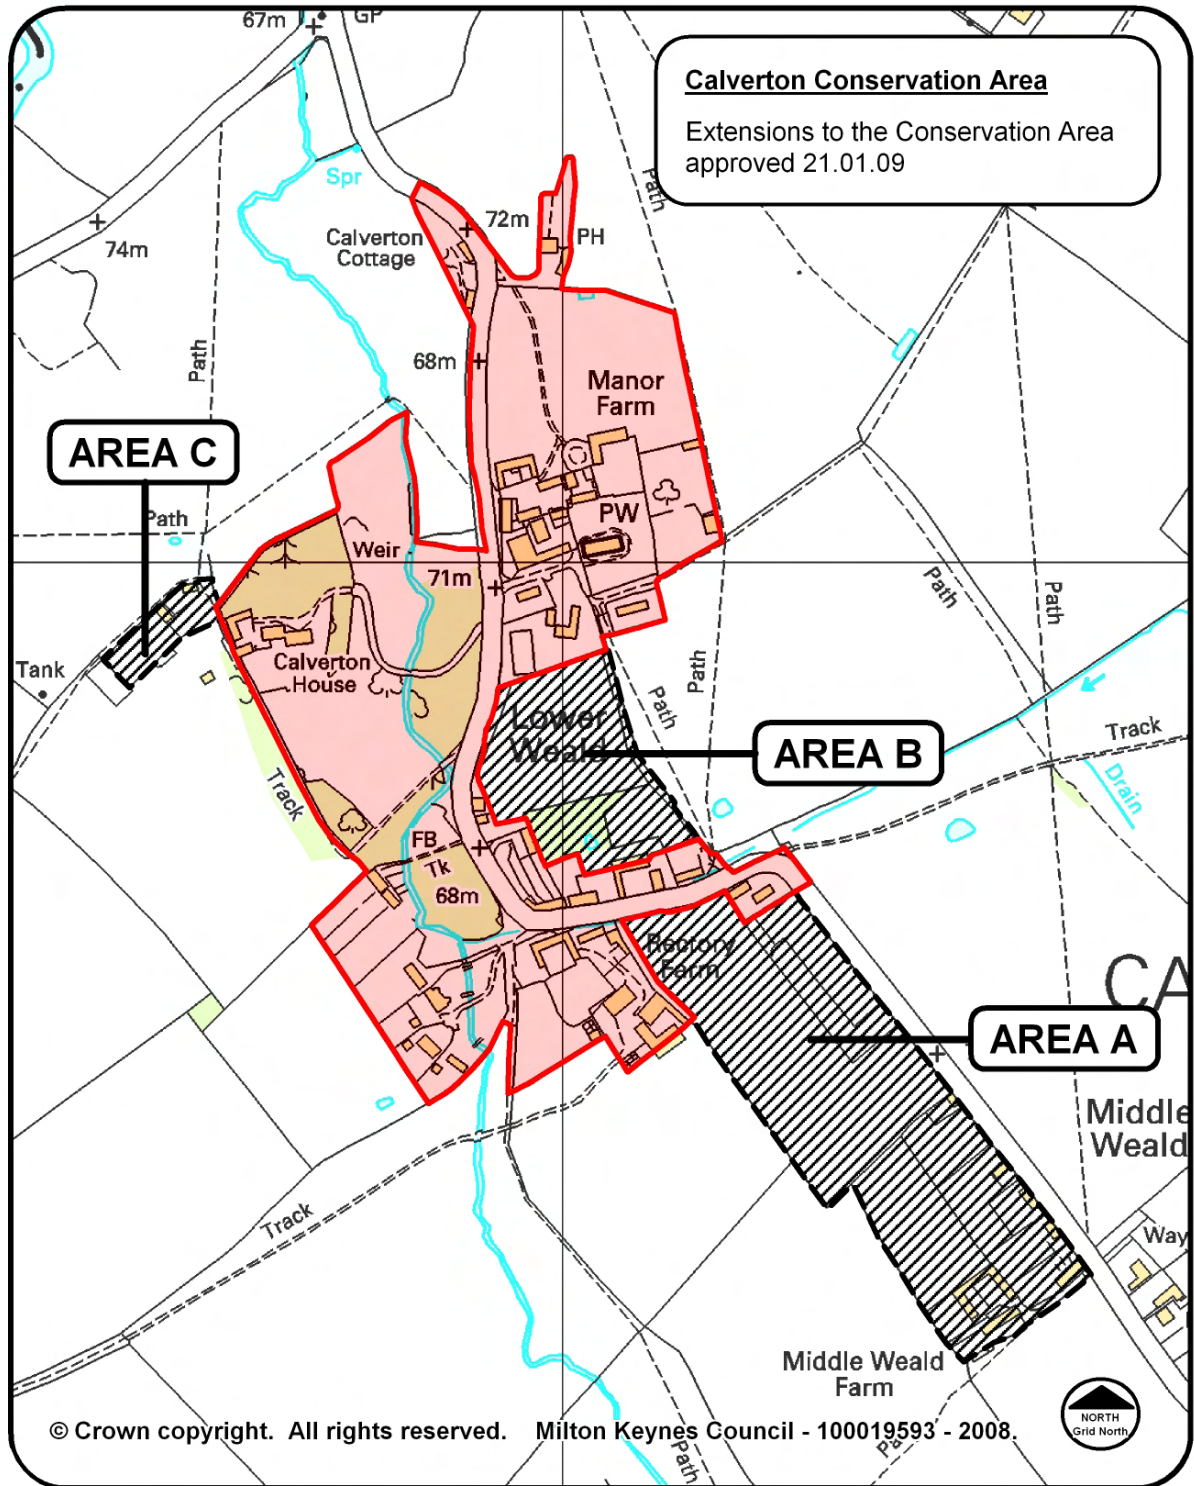 67m
GP
Calverton Conservation Area
Extensions to the Conservation Area
approved 21.01.09
Spr
Path
74m
Calverton
Cottage
72m
PH
Path
68m
Manor
Farm
AREA C
Path
PW
Weir
71m
Path
Path
Tank
Calverton
House
Path
Path
Lower
Weald
AREA B
Track
Track
Drain
FB
Tk
68m
Rectory
Farm
CA
AREA A
Middle
Weald
Track
Way
Middle Weald
Farm
NORTH
Grid North
© Crown copyright. All rights reserved. Milton Keynes Council - 100019593 - 2008.
Path
Pa